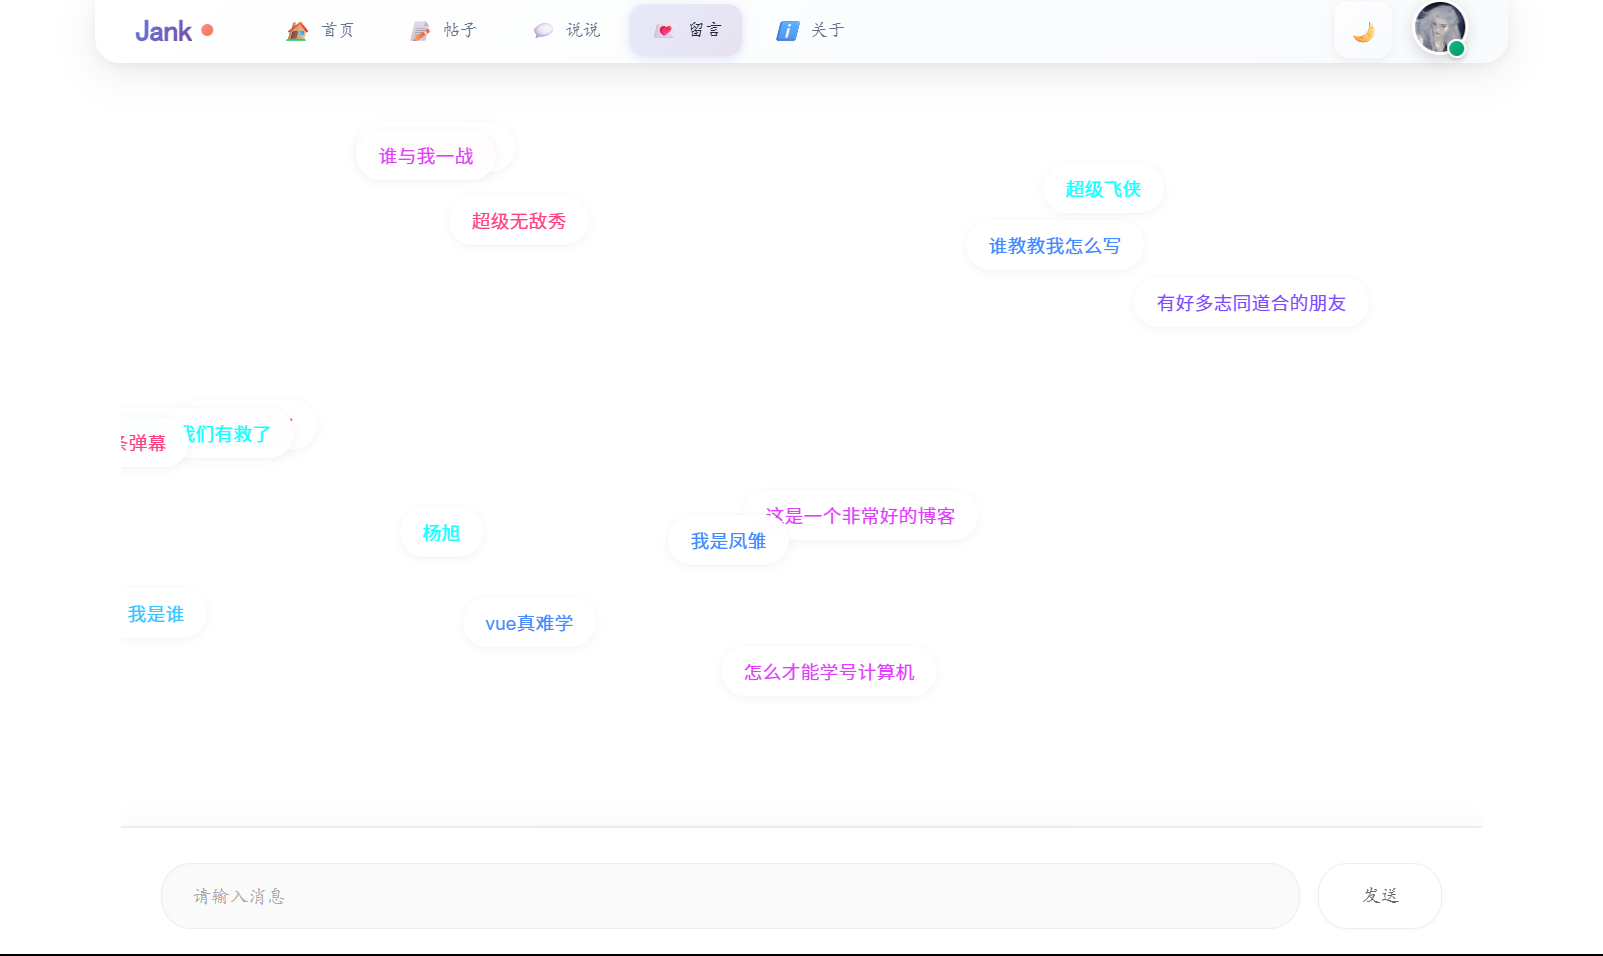 Jank
首页
帖子
说说
留言
关于
谁与我一战
超级飞侠
超级无敌秀
谁教教我怎么写
有好多志同道合的朋友
我们有救了
条弹幕
这是一个非常好的博客
杨旭
我是凤雏
我是谁
vue真难学
怎么才能学号计算机
请输入消息
发送